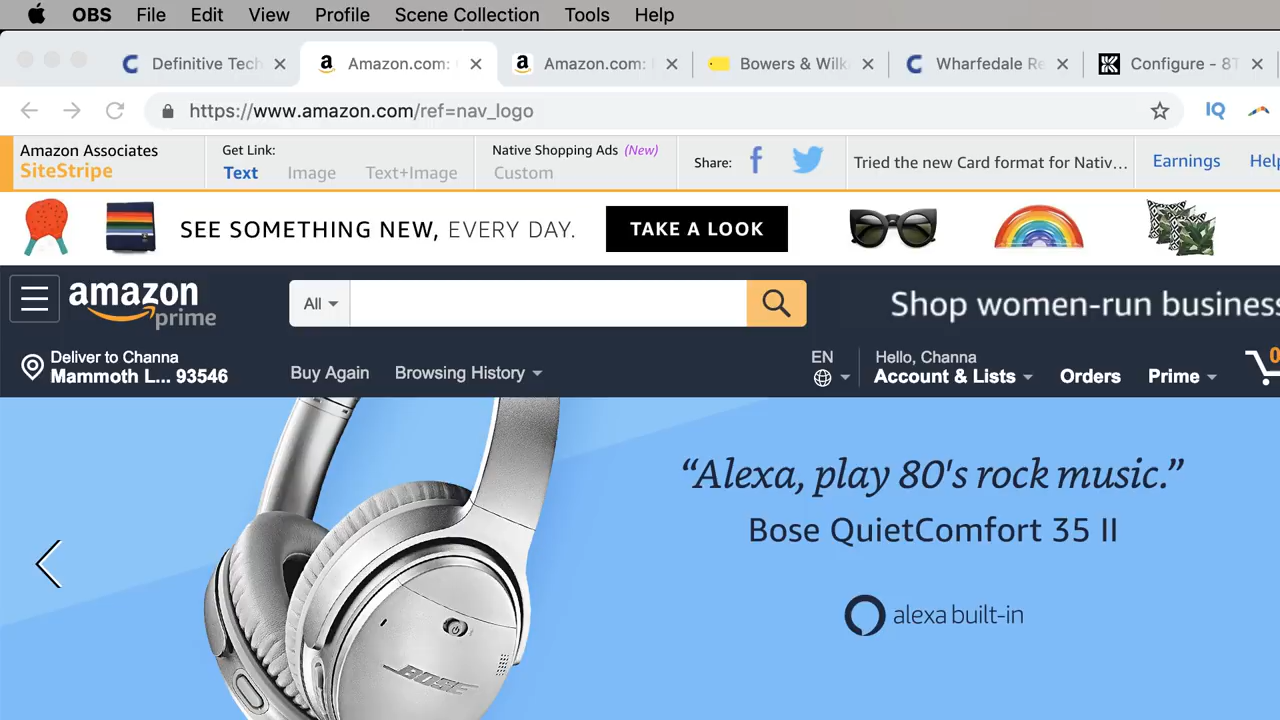 OBS File Edit View Profile Scene Collection Tools Help
Definitive Tech
Amazon.com:
Amazon.com:
Bowers & Wilk
Wharfedale Re
Configure - 8T
https://www.amazon.com/ref=nav_logo
IQ
Amazon Associates
SiteStripe
Get Link:
Text Image Text+Image
Native Shopping Ads (New)
Custom
Share:
Tried the new Card format for Nativ...
Earnings
Help
SEE SOMETHING NEW, EVERY DAY.
TAKE A LOOK
amazon
prime
All
Shop women-run business
Deliver to Channa
Mammoth L... 93546
Buy Again
Browsing History
EN
Hello, Channa
Account & Lists
Orders
Prime
0
“Alexa, play 80's rock music.”
Bose QuietComfort 35 II
alexa built-in
BOSE